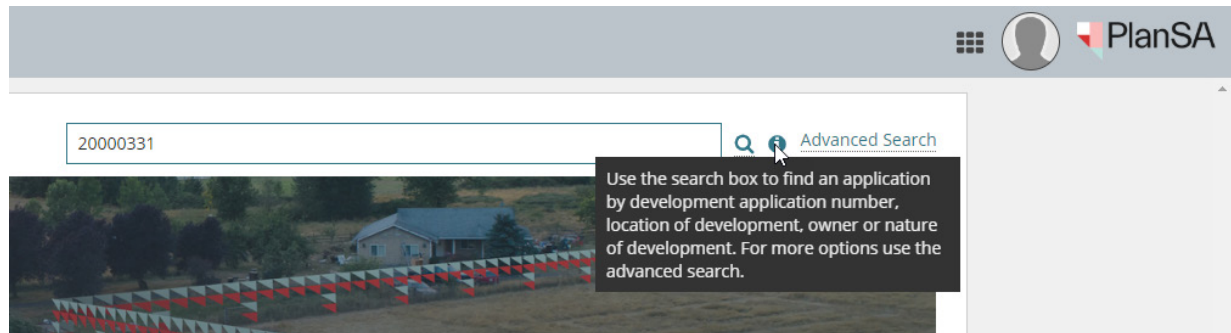 PlanSA
20000331
Advanced Search
Use the search box to find an application
by development application number,
location of development, owner or nature
of development. For more options use the
advanced search.